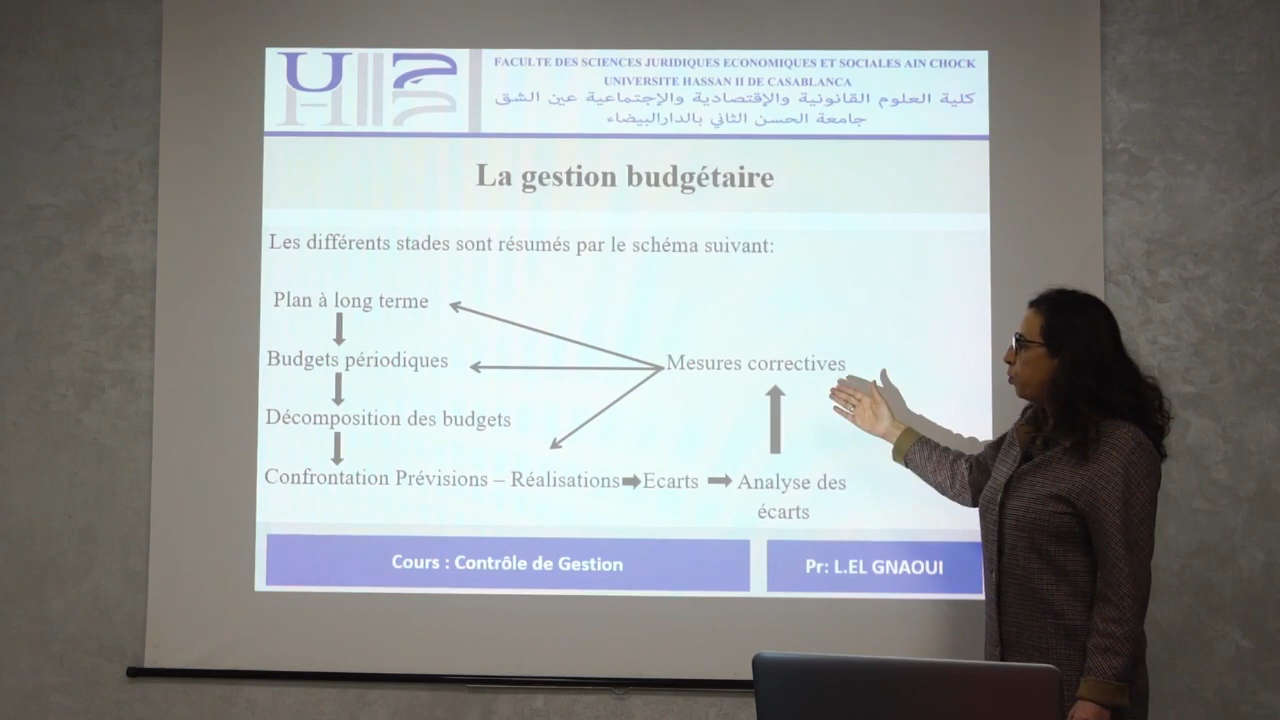 UH2
FACULTE DES SCIENCES JURIDIQUES ECONOMIQUES ET SOCIALES AIN CHOCK
UNIVERSITE HASSAN II DE CASABLANCA
كلية العلوم القانونية والإقتصادية والإجتماعية عين الشق
جامعة الحسن الثاني بالدارالبيضاء
La gestion budgétaire
Les différents stades sont résumés par le schéma suivant:
Plan à long terme
Budgets périodiques
Mesures correctives
Décomposition des budgets
Confrontation Prévisions – Réalisations Ecarts Analyse des
écarts
Cours : Contrôle de Gestion
Pr: L.EL GNAOUI